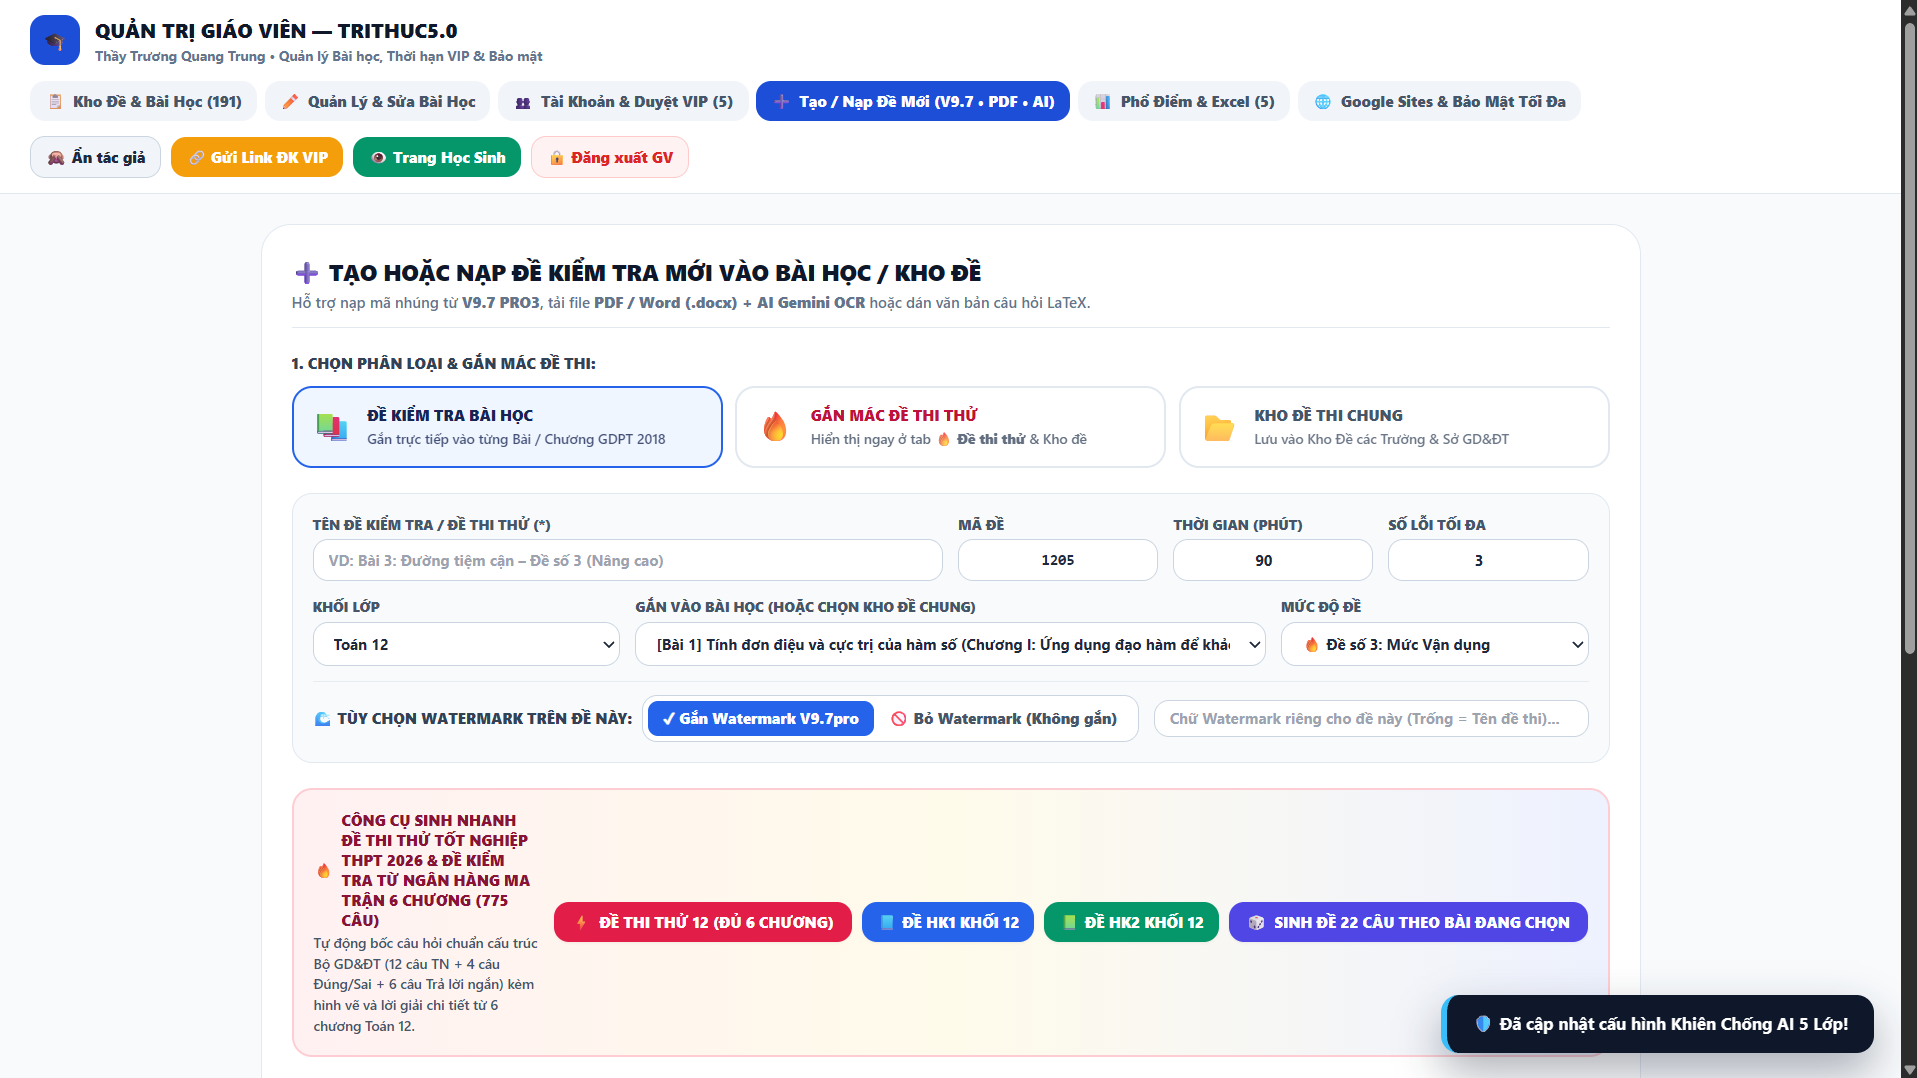 QUẢN TRỊ GIÁO VIÊN — TRITHUC5.0
Thầy Trương Quang Trung • Quản lý Bài học, Thời hạn VIP & Bảo mật
Kho Đề & Bài Học (191)
Quản Lý & Sửa Bài Học
Tài Khoản & Duyệt VIP (5)
Tạo / Nạp Đề Mới (V9.7 • PDF • AI)
Phổ Điểm & Excel (5)
Google Sites & Bảo Mật Tối Đa
Ẩn tác giả
Gửi Link ĐK VIP
Trang Học Sinh
Đăng xuất GV
TẠO HOẶC NẠP ĐỀ KIỂM TRA MỚI VÀO BÀI HỌC / KHO ĐỀ
Hỗ trợ nạp mã nhúng từ V9.7 PRO3, tải file PDF / Word (.docx) + AI Gemini OCR hoặc dán văn bản câu hỏi LaTeX.
1. CHỌN PHÂN LOẠI & GẮN MÁC ĐỀ THI:
ĐỀ KIỂM TRA BÀI HỌC
Gắn trực tiếp vào từng Bài / Chương GDPT 2018
GẮN MÁC ĐỀ THI THỬ
Hiển thị ngay ở tab 🔥 Đề thi thử & Kho đề
KHO ĐỀ THI CHUNG
Lưu vào Kho Đề các Trường & Sở GD&ĐT
TÊN ĐỀ KIỂM TRA / ĐỀ THI THỬ (*)
MÃ ĐỀ
THỜI GIAN (PHÚT)
SỐ LỖI TỐI ĐA
VD: Bài 3: Đường tiệm cận – Đề số 3 (Nâng cao)
1205
90
3
KHỐI LỚP
GẮN VÀO BÀI HỌC (HOẶC CHỌN KHO ĐỀ CHUNG)
MỨC ĐỘ ĐỀ
Toán 12
[Bài 1] Tính đơn điệu và cực trị của hàm số (Chương I: Ứng dụng đạo hàm để khảo
🔥 Đề số 3: Mức Vận dụng
TÙY CHỌN WATERMARK TRÊN ĐỀ NÀY:
✓ Gắn Watermark V9.7pro
🚫 Bỏ Watermark (Không gắn)
Chữ Watermark riêng cho đề này (Trống = Tên đề thi)...
CÔNG CỤ SINH NHANH
ĐỀ THI THỬ TỐT NGHIỆP
THPT 2026 & ĐỀ KIỂM
TRA TỪ NGÂN HÀNG MA
TRẬN 6 CHƯƠNG (775
CÂU)
Tự động bốc câu hỏi chuẩn cấu trúc
Bộ GD&ĐT (12 câu TN + 4 câu
Đúng/Sai + 6 câu Trả lời ngắn) kèm
hình vẽ và lời giải chi tiết từ 6
chương Toán 12.
ĐỀ THI THỬ 12 (ĐỦ 6 CHƯƠNG)
ĐỀ HK1 KHỐI 12
ĐỀ HK2 KHỐI 12
SINH ĐỀ 22 CÂU THEO BÀI ĐANG CHỌN
Đã cập nhật cấu hình Khiên Chống AI 5 Lớp!